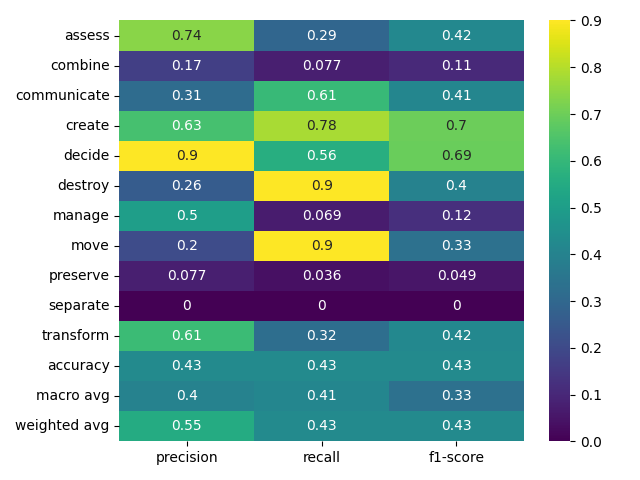 assess 0.74 0.29 0.42
combine 0.17 0.077 0.11
communicate 0.31 0.61 0.41
create 0.63 0.78 0.7
decide 0.9 0.56 0.69
destroy 0.26 0.9 0.4
manage 0.5 0.069 0.12
move 0.2 0.9 0.33
preserve 0.077 0.036 0.049
separate 0 0 0
transform 0.61 0.32 0.42
accuracy 0.43 0.43 0.43
macro avg 0.4 0.41 0.33
weighted avg 0.55 0.43 0.43
precision recall f1-score
0.9
0.8
0.7
0.6
0.5
0.4
0.3
0.2
0.1
0.0